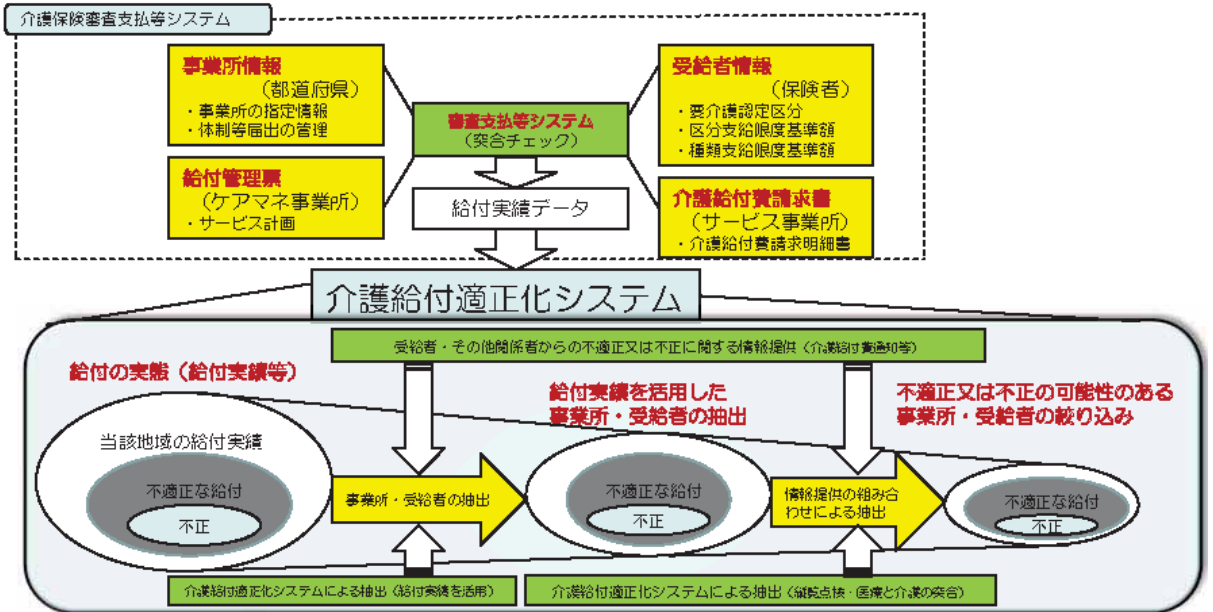 介護保険審査支払等システム
事業所情報
（都道府県）
・事業所の指定情報
・体制等届出の管理
給付管理票
（ケアマネ事業所）
・サービス計画
審査支払等システム
（突合チェック）
給付実績データ
受給者情報
（保険者）
・要介護認定区分
・区分支給限度基準額
・種類支給限度基準額
介護給付費請求書
（サービス事業所）
・介護給付費請求明細書
介護給付適正化システム
受給者・その他関係者からの不適正又は不正に関する情報提供（介護給付費通知等）
給付の実態（給付実績等）
当該地域の給付実績
不適正な給付
不正
事業所・受給者の抽出
給付実績を活用した
事業所・受給者の抽出
不適正な給付
不正
情報提供の組み合
わせによる抽出
不適正又は不正の可能性のある
事業所・受給者の絞り込み
不適正な給付
不正
介護給付適正化システムによる抽出（給付実績を活用）
介護給付適正化システムによる抽出（縦覧点検・医療と介護の突合）